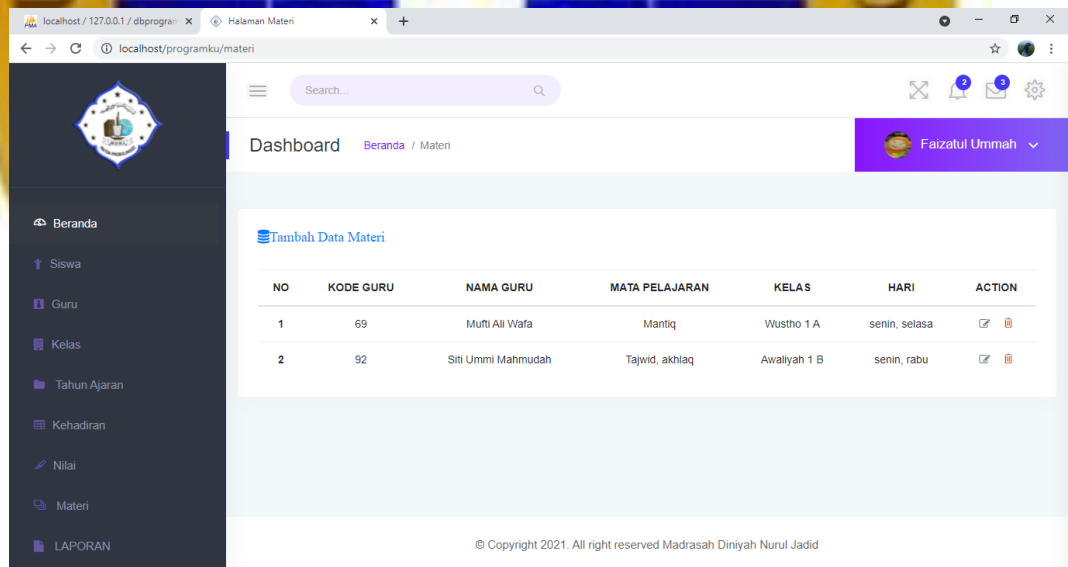 localhost / 127.0.0.1 / dbprogram
Halaman Materi
localhost/programku/materi
Search...
2
3
Dashboard
Beranda / Materi
Faizatul Ummah
Beranda
Siswa
Guru
Kelas
Tahun Ajaran
Kehadiran
Nilai
Materi
LAPORAN
Tambah Data Materi
NO KODE GURU NAMA GURU MATA PELAJARAN KELAS HARI ACTION
1 69 Mufti Ali Wafa Mantiq Wustho 1 A senin, selasa
2 92 Siti Ummi Mahmudah Tajwid, akhlaq Awaliyah 1 B senin, rabu
© Copyright 2021. All right reserved Madrasah Diniyah Nurul Jadid